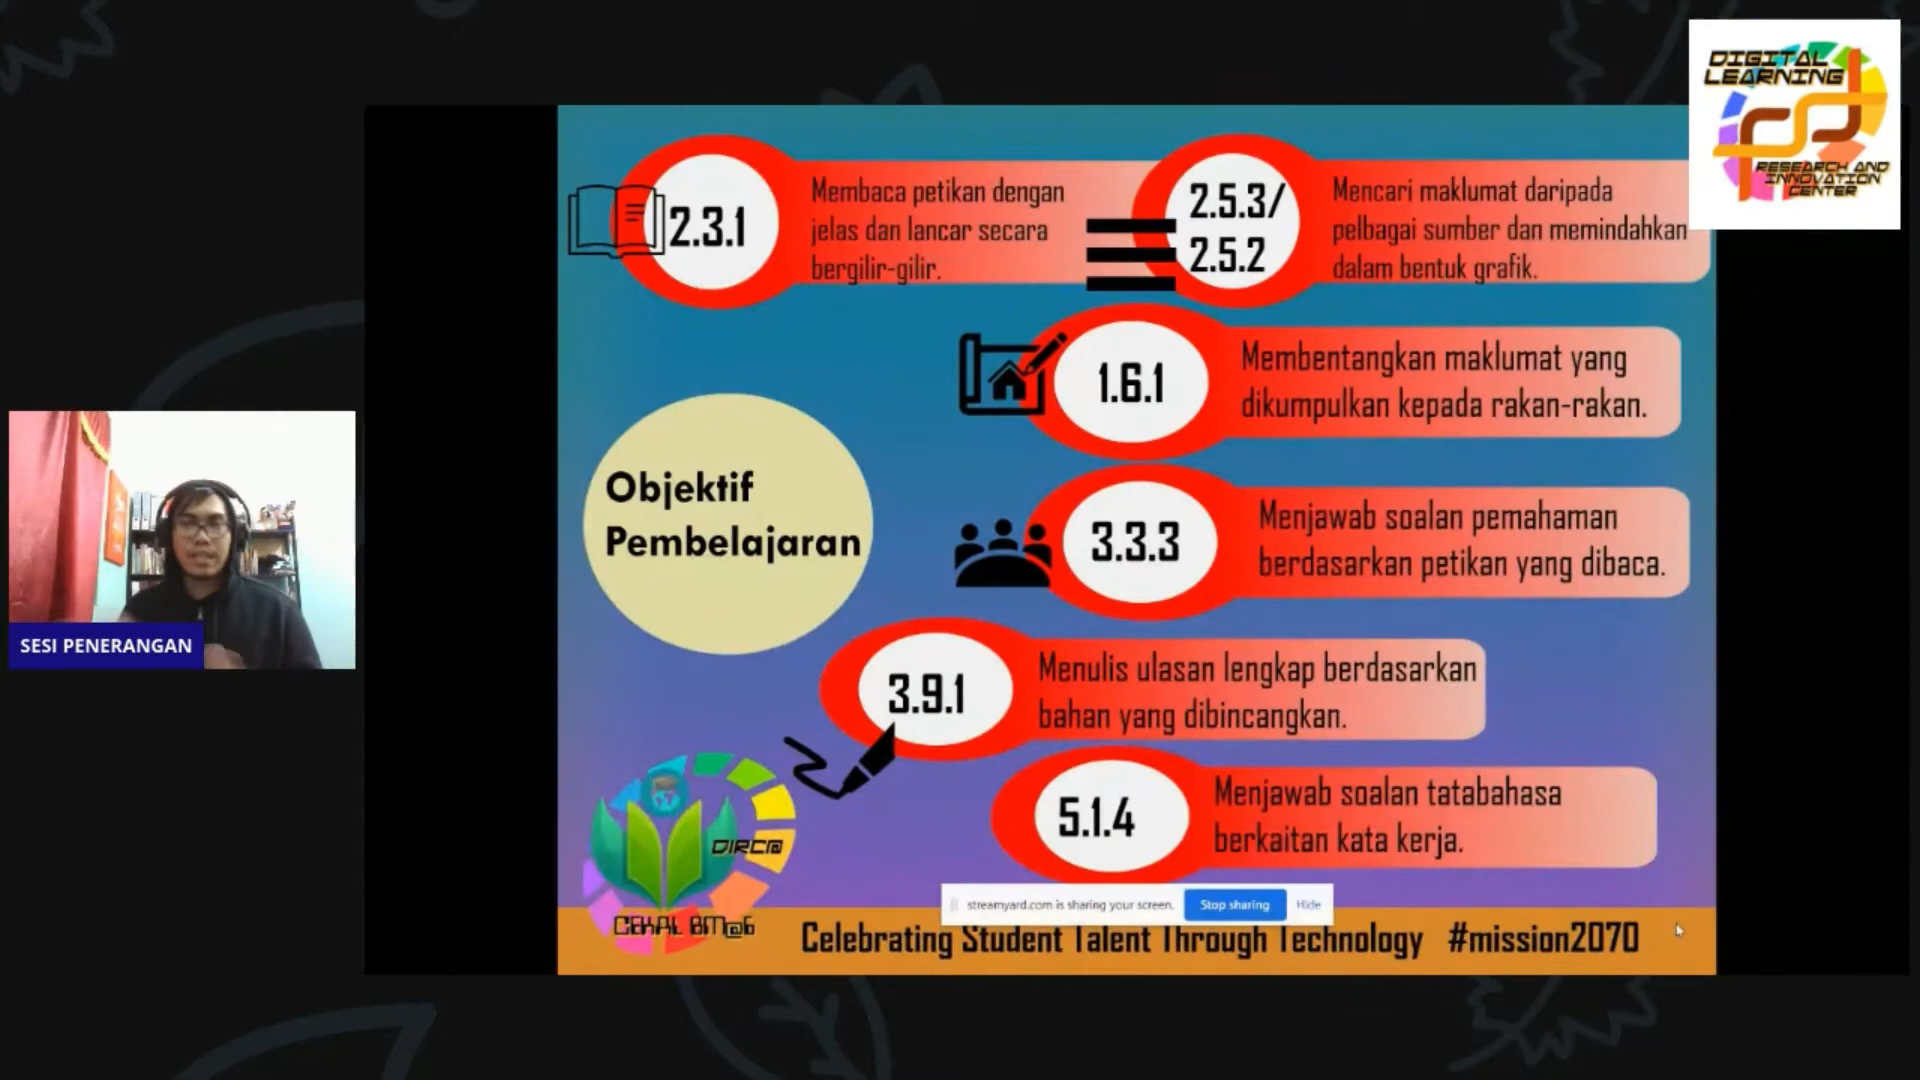 DIGITAL
LEARNING
RESEARCH AND
INNOVATION
CENTER
2.3.1
Membaca petikan dengan
jelas dan lancar secara
bergilir-gilir.
2.5.3/
2.5.2
Mencari maklumat daripada
pelbagai sumber dan memindahkan
dalam bentuk grafik.
1.6.1
Membentangkan maklumat yang
dikumpulkan kepada rakan-rakan.
Objektif
Pembelajaran
3.3.3
Menjawab soalan pemahaman
berdasarkan petikan yang dibaca.
SESI PENERANGAN
3.9.1
Menulis ulasan lengkap berdasarkan
bahan yang dibincangkan.
5.1.4
Menjawab soalan tatabahasa
berkaitan kata kerja.
DIRC@
CEKAL BM@6
streamyard.com is sharing your screen.
Stop sharing
Hide
Celebrating Student Talent Through Technology #mission2070